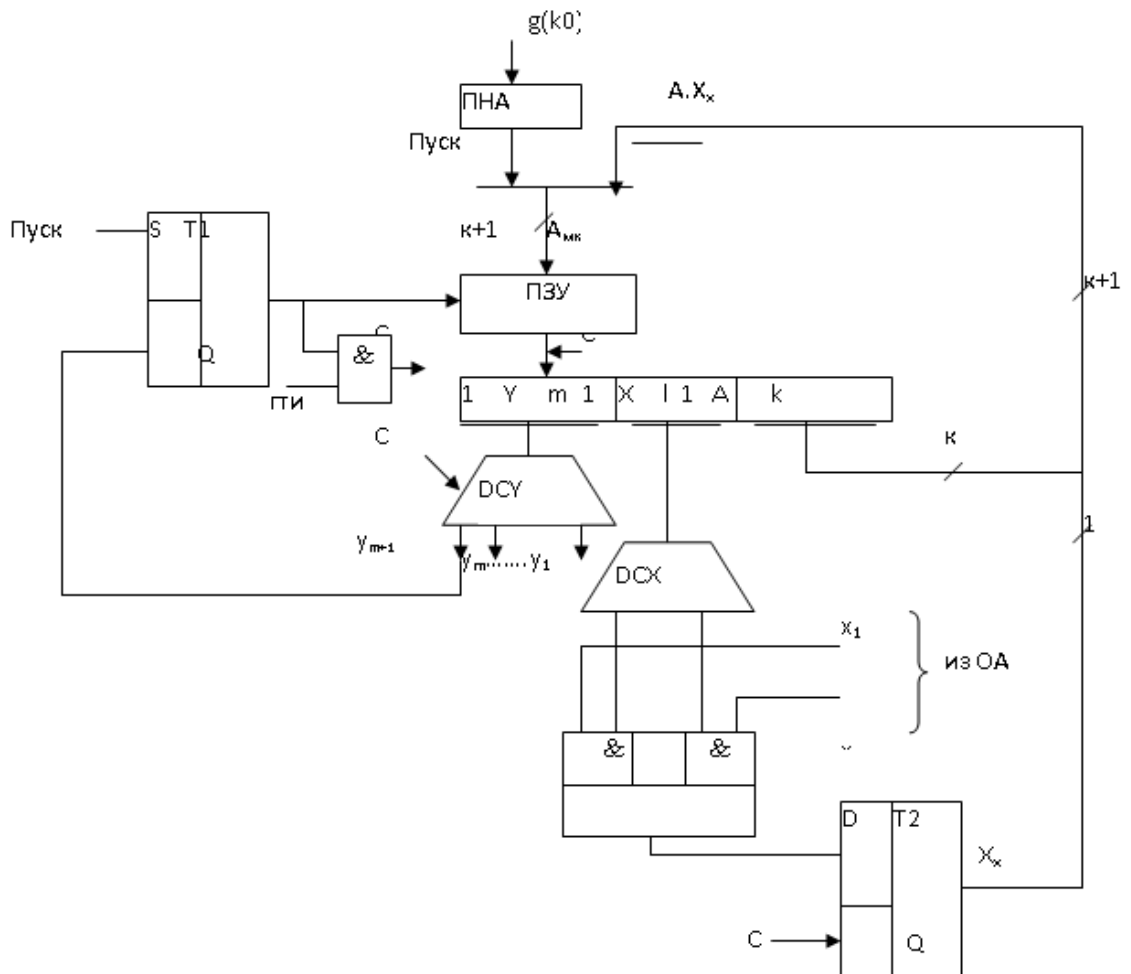 g(k0)
ПНА
A.Xₓ
Пуск
Пуск
S T1
к+1
Aмк
ПЗУ
к+1
Q
&
гти
1 Y m 1 X l 1 A k
C
к
DCY
1
ym+1
ym.......y1
DCX
x1
из ОА
&
&
D T2
Xₓ
C
Q